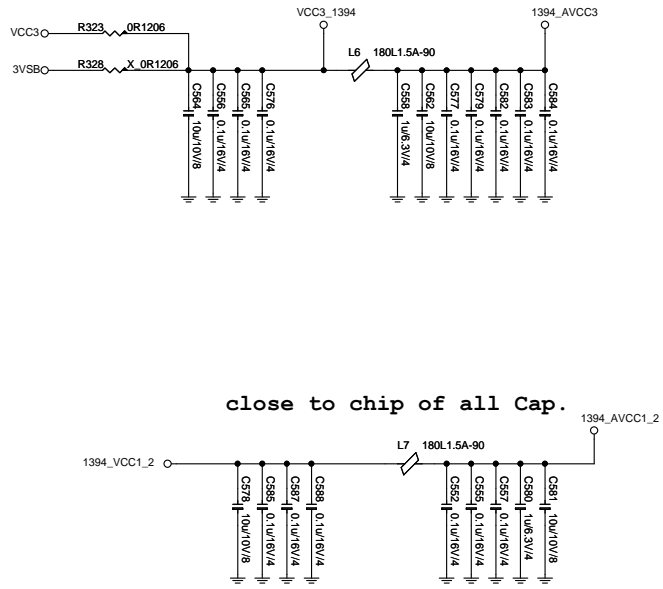 VCC3_1394
1394_AVCC3
VCC3
R323
0R1206
L6
180L1.5A-90
3VSB
R328
X_0R1206
C564
10u/10V/8
C556
0.1u/16V/4
C565
0.1u/16V/4
C576
0.1u/16V/4
C558
1u/6.3V/4
C562
10u/10V/8
C577
0.1u/16V/4
C579
0.1u/16V/4
C582
0.1u/16V/4
C583
0.1u/16V/4
C584
0.1u/16V/4
close to chip of all Cap.
1394_AVCC1_2
L7
180L1.5A-90
1394_VCC1_2
C578
10u/10V/8
C585
0.1u/16V/4
C587
0.1u/16V/4
C588
0.1u/16V/4
C552
0.1u/16V/4
C555
0.1u/16V/4
C557
0.1u/16V/4
C580
1u/6.3V/4
C581
10u/10V/8